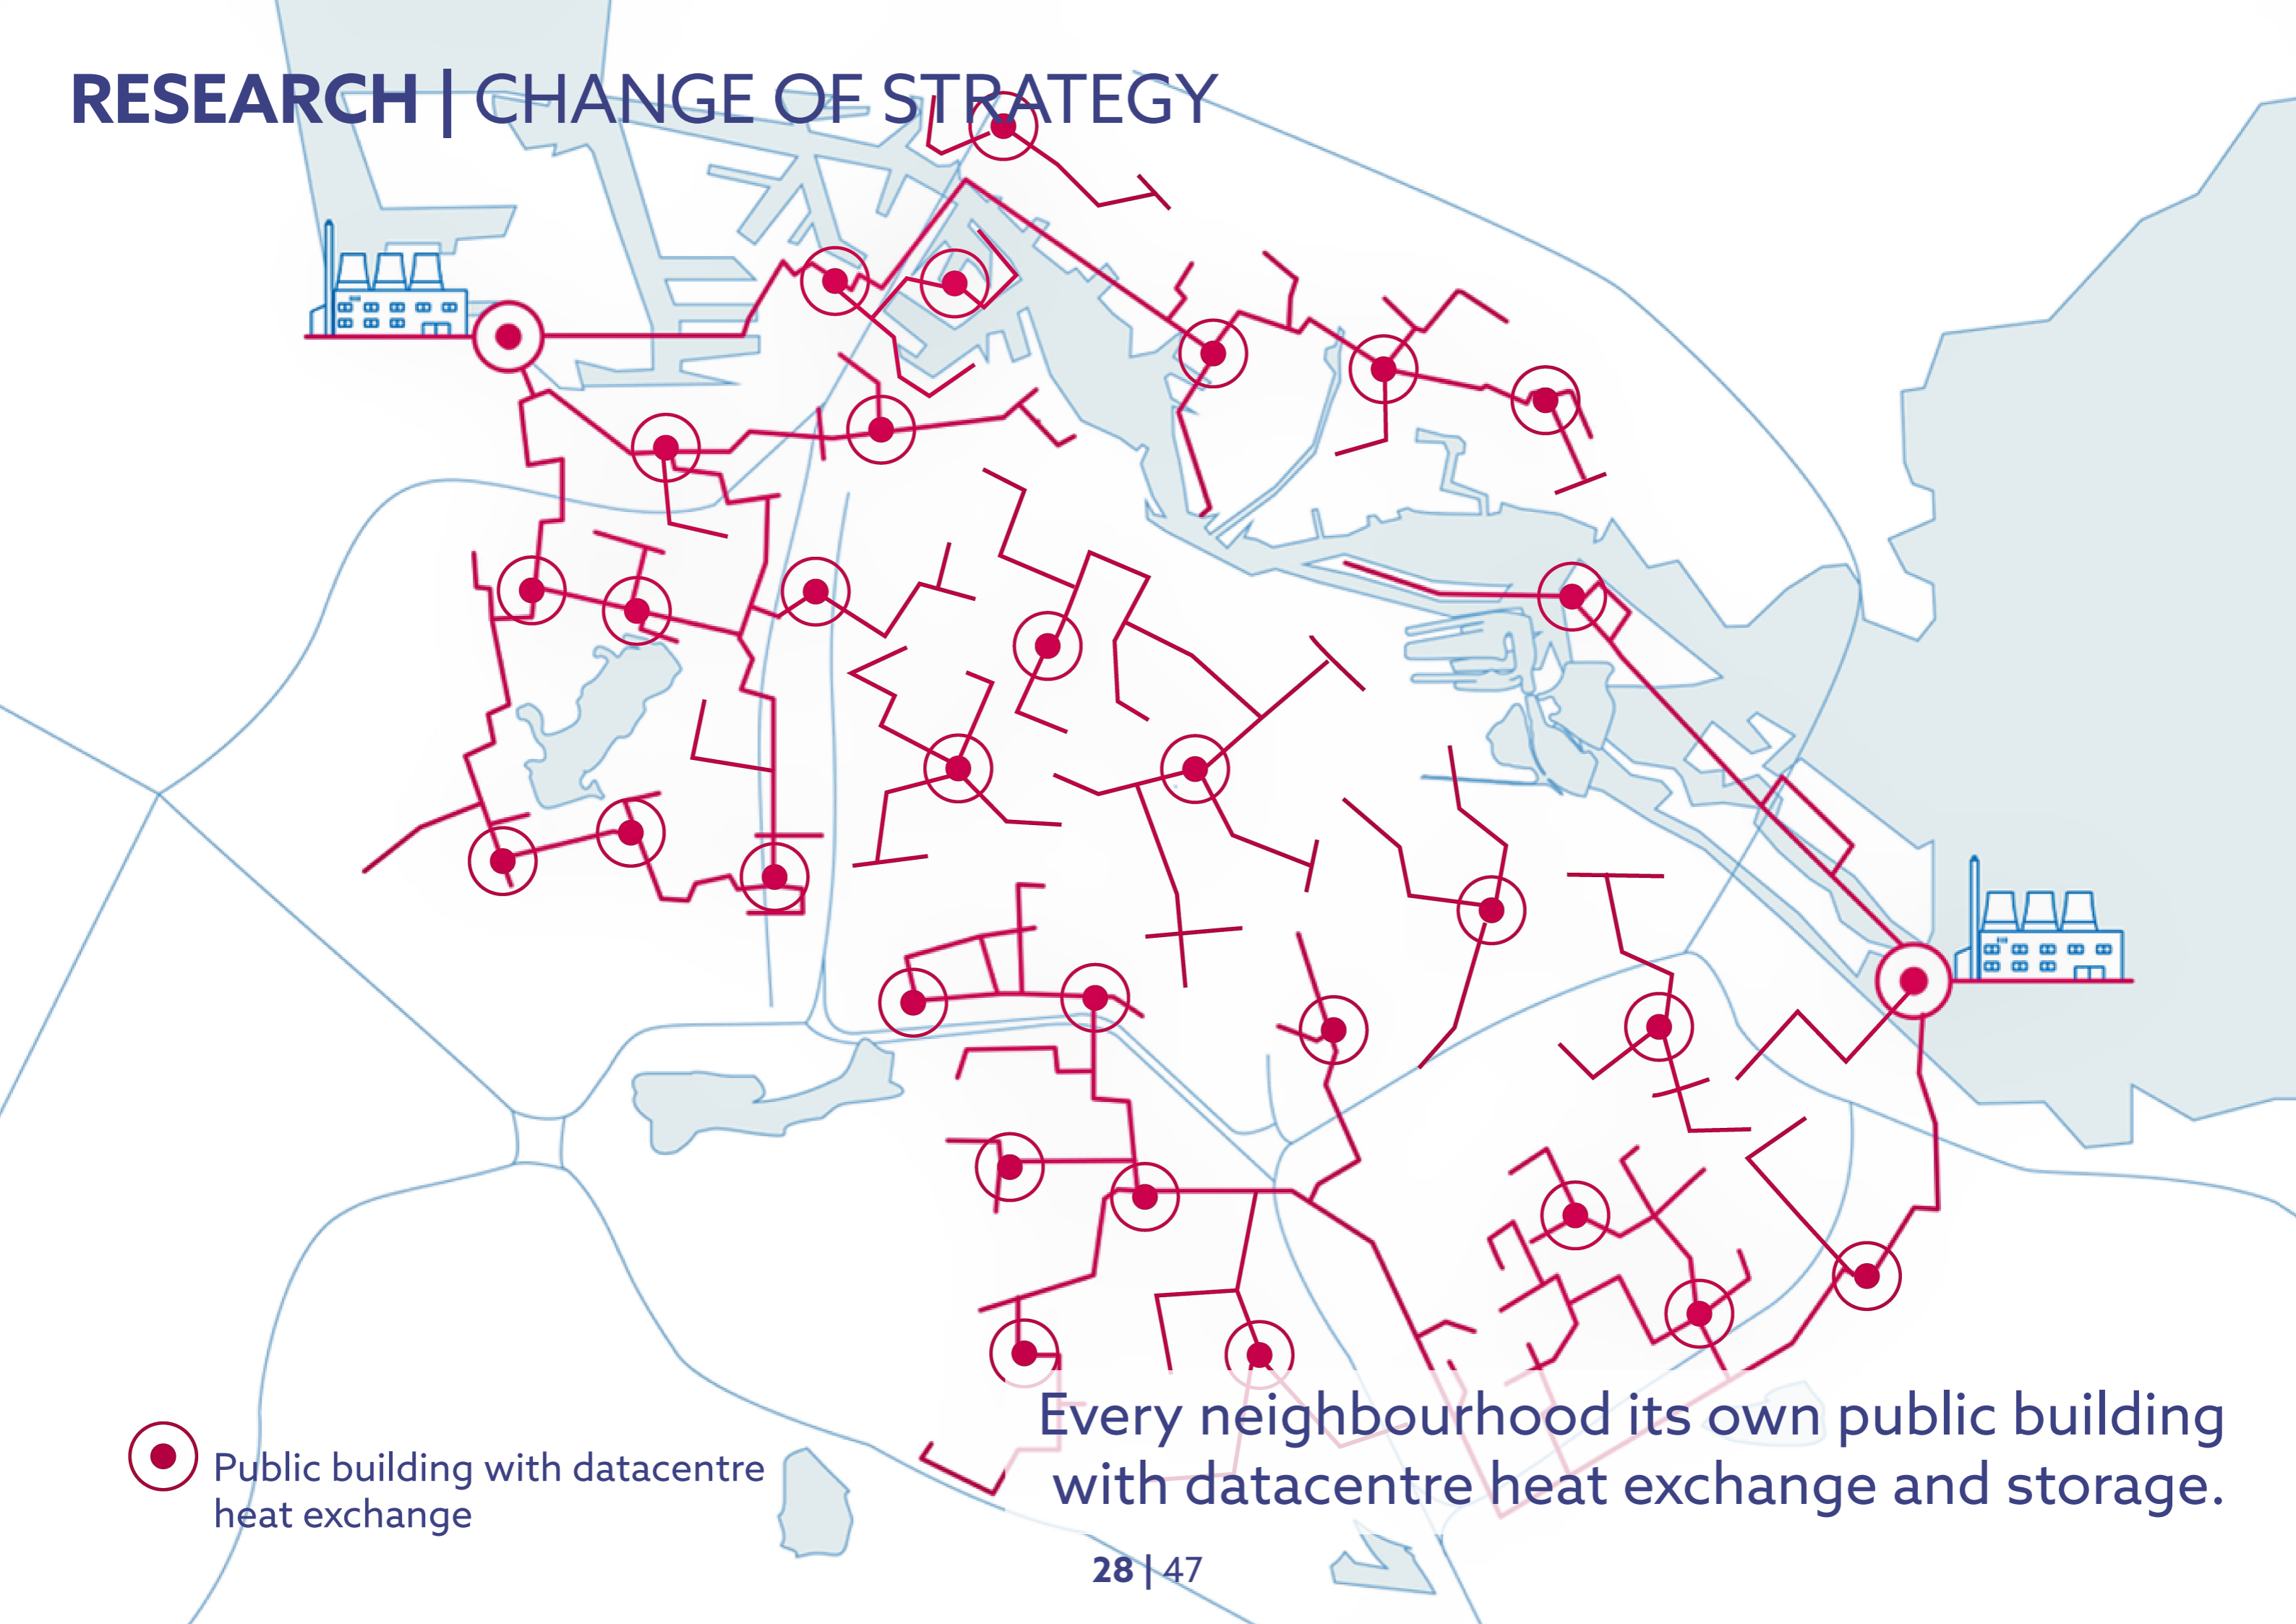 RESEARCH | CHANGE OF STRATEGY
Public building with datacentre
heat exchange
Every neighbourhood its own public building
with datacentre heat exchange and storage.
28 | 47